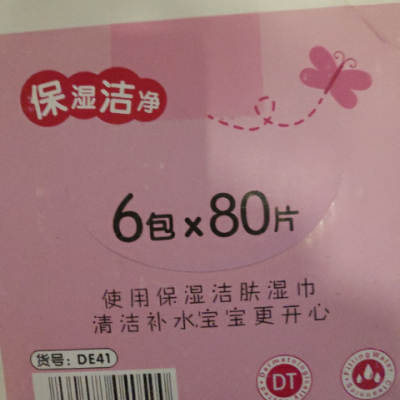 保湿洁净
6包x80片
使用保湿洁肤湿巾
清洁补水宝宝更开心
货号: DE41
DT